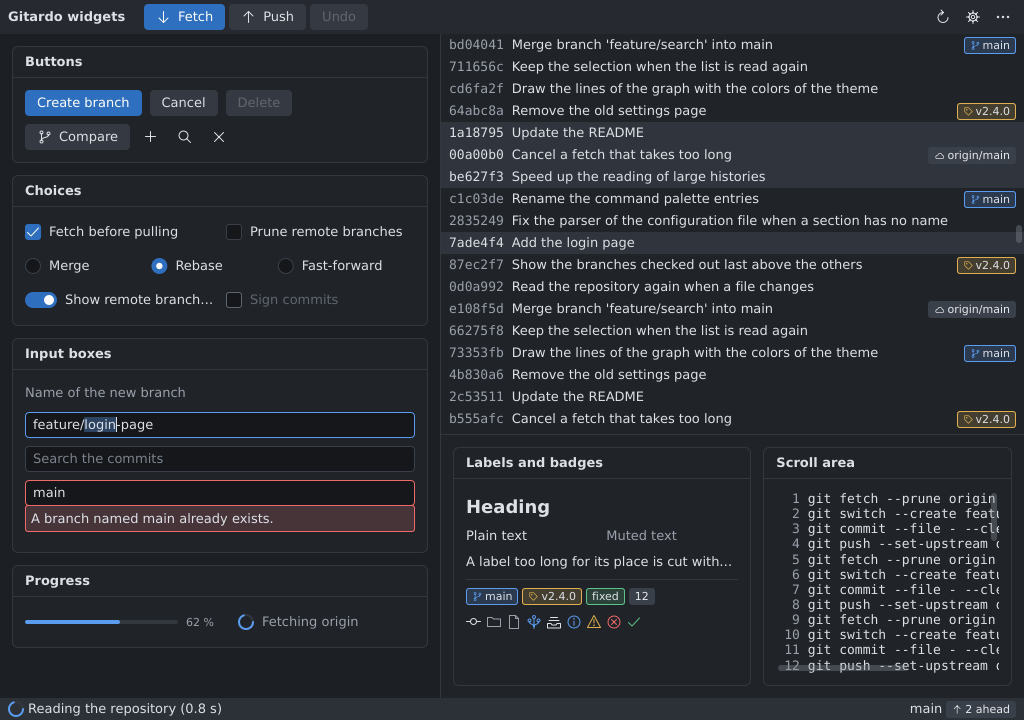 Gitardo widgets Fetch Push Undo
Buttons
Create branch Cancel Delete
Compare
Choices
Fetch before pulling Prune remote branches
Merge Rebase Fast-forward
Show remote branch... Sign commits
Input boxes
Name of the new branch
feature/login-page
Search the commits
main
A branch named main already exists.
Progress
62 % Fetching origin
bd04041 Merge branch 'feature/search' into main main
711656c Keep the selection when the list is read again
cd6fa2f Draw the lines of the graph with the colors of the theme
64abc8a Remove the old settings page v2.4.0
1a18795 Update the README
00a00b0 Cancel a fetch that takes too long origin/main
be627f3 Speed up the reading of large histories
c1c03de Rename the command palette entries main
2835249 Fix the parser of the configuration file when a section has no name
7ade4f4 Add the login page
87ec2f7 Show the branches checked out last above the others v2.4.0
0d0a992 Read the repository again when a file changes
e108f5d Merge branch 'feature/search' into main origin/main
66275f8 Keep the selection when the list is read again
73353fb Draw the lines of the graph with the colors of the theme main
4b830a6 Remove the old settings page
2c53511 Update the README
b555afc Cancel a fetch that takes too long v2.4.0
Labels and badges
Heading
Plain text Muted text
A label too long for its place is cut with...
main v2.4.0 fixed 12
Scroll area
1 git fetch --prune origin
2 git switch --create featu
3 git commit --file - --cle
4 git push --set-upstream o
5 git fetch --prune origin
6 git switch --create featu
7 git commit --file - --cle
8 git push --set-upstream o
9 git fetch --prune origin
10 git switch --create featu
11 git commit --file - --cle
12 git push --set-upstream o
Reading the repository (0.8 s) main 2 ahead